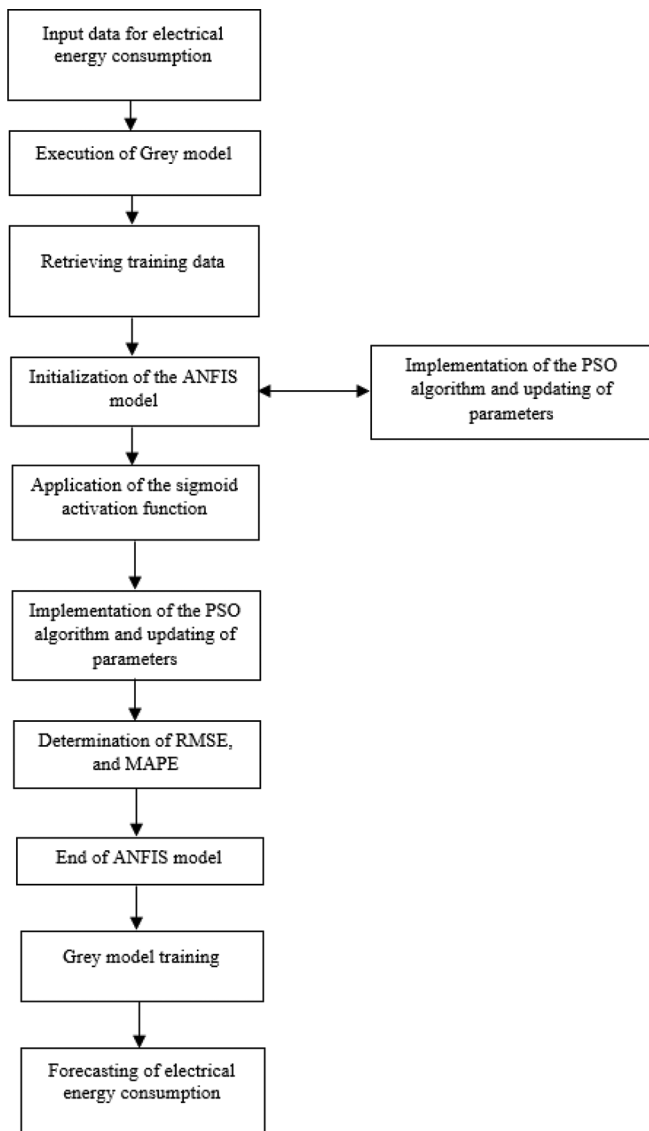 Input data for electrical
energy consumption
Execution of Grey model
Retrieving training data
Initialization of the ANFIS
model
Implementation of the PSO
algorithm and updating of
parameters
Application of the sigmoid
activation function
Implementation of the PSO
algorithm and updating of
parameters
Determination of RMSE,
and MAPE
End of ANFIS model
Grey model training
Forecasting of electrical
energy consumption